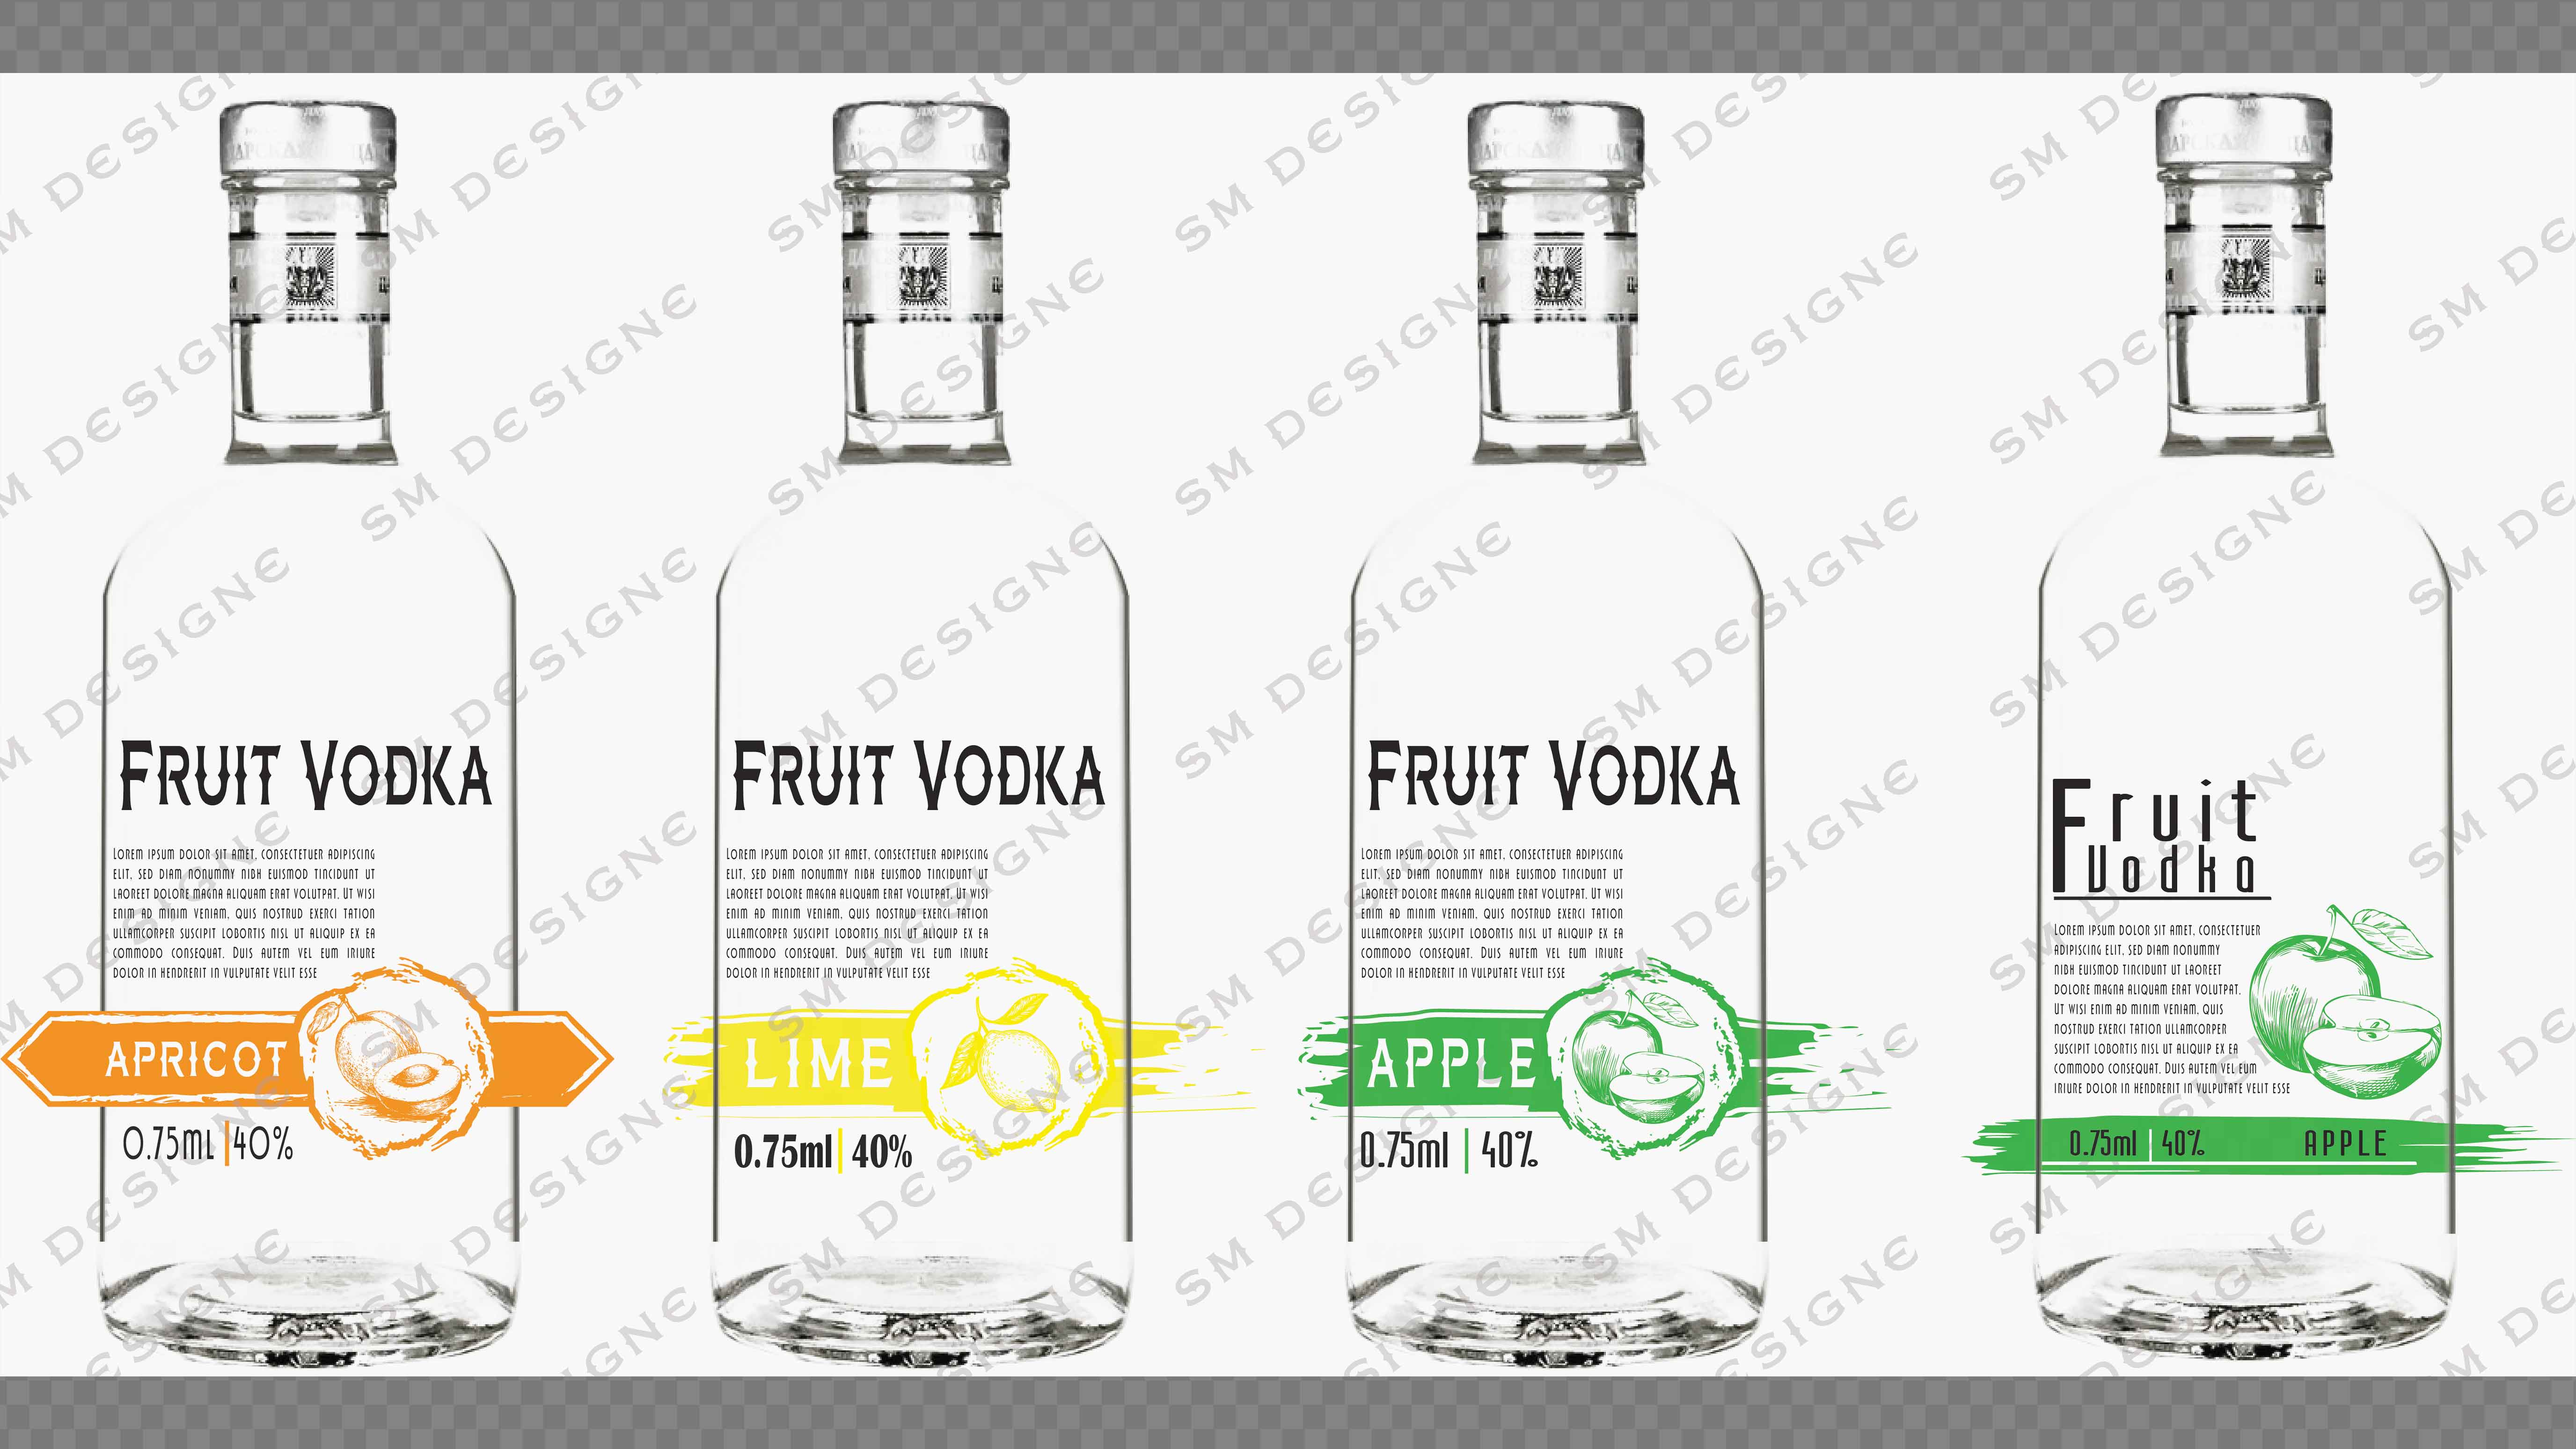 FRUIT VODKA
LOREM IPSUM DOLOR SIT AMET, CONSECTETUER ADIPISCING
ELIT, SED DIAM NONUMMY NIBH EUISMOD TINCIDUNT UT
LAOREET DOLORE MAGNA ALIQUAM ERAT VOLUTPAT. UT WISI
ENIM AD MINIM VENIAM, QUIS NOSTRUD EXERCI TATION
ULLAMCORPER SUSCIPIT LOBORTIS NISL UT ALIQUIP EX EA
COMMODO CONSEQUAT. DUIS AUTEM VEL EUM IRIURE
DOLOR IN HENDRERIT IN VULPUTATE VELIT ESSE
APRICOT
0.75ml | 40%
FRUIT VODKA
LOREM IPSUM DOLOR SIT AMET, CONSECTETUER ADIPISCING
ELIT, SED DIAM NONUMMY NIBH EUISMOD TINCIDUNT UT
LAOREET DOLORE MAGNA ALIQUAM ERAT VOLUTPAT. UT WISI
ENIM AD MINIM VENIAM, QUIS NOSTRUD EXERCI TATION
ULLAMCORPER SUSCIPIT LOBORTIS NISL UT ALIQUIP EX EA
COMMODO CONSEQUAT. DUIS AUTEM VEL EUM IRIURE
DOLOR IN HENDRERIT IN VULPUTATE VELIT ESSE
LIME
0.75ml | 40%
FRUIT VODKA
LOREM IPSUM DOLOR SIT AMET, CONSECTETUER ADIPISCING
ELIT, SED DIAM NONUMMY NIBH EUISMOD TINCIDUNT UT
LAOREET DOLORE MAGNA ALIQUAM ERAT VOLUTPAT. UT WISI
ENIM AD MINIM VENIAM, QUIS NOSTRUD EXERCI TATION
ULLAMCORPER SUSCIPIT LOBORTIS NISL UT ALIQUIP EX EA
COMMODO CONSEQUAT. DUIS AUTEM VEL EUM IRIURE
DOLOR IN HENDRERIT IN VULPUTATE VELIT ESSE
APPLE
0.75ml | 40%
Fruit
Vodka
LOREM IPSUM DOLOR SIT AMET, CONSECTETUER
ADIPISCING ELIT, SED DIAM NONUMMY
NIBH EUISMOD TINCIDUNT UT LAOREET
DOLORE MAGNA ALIQUAM ERAT VOLUTPAT.
UT WISI ENIM AD MINIM VENIAM, QUIS
NOSTRUD EXERCI TATION ULLAMCORPER
SUSCIPIT LOBORTIS NISL UT ALIQUIP EX EA
COMMODO CONSEQUAT. DUIS AUTEM VEL EUM
IRIURE DOLOR IN HENDRERIT IN VULPUTATE VELIT ESSE
0.75ml | 40% APPLE
SM DESIGNE